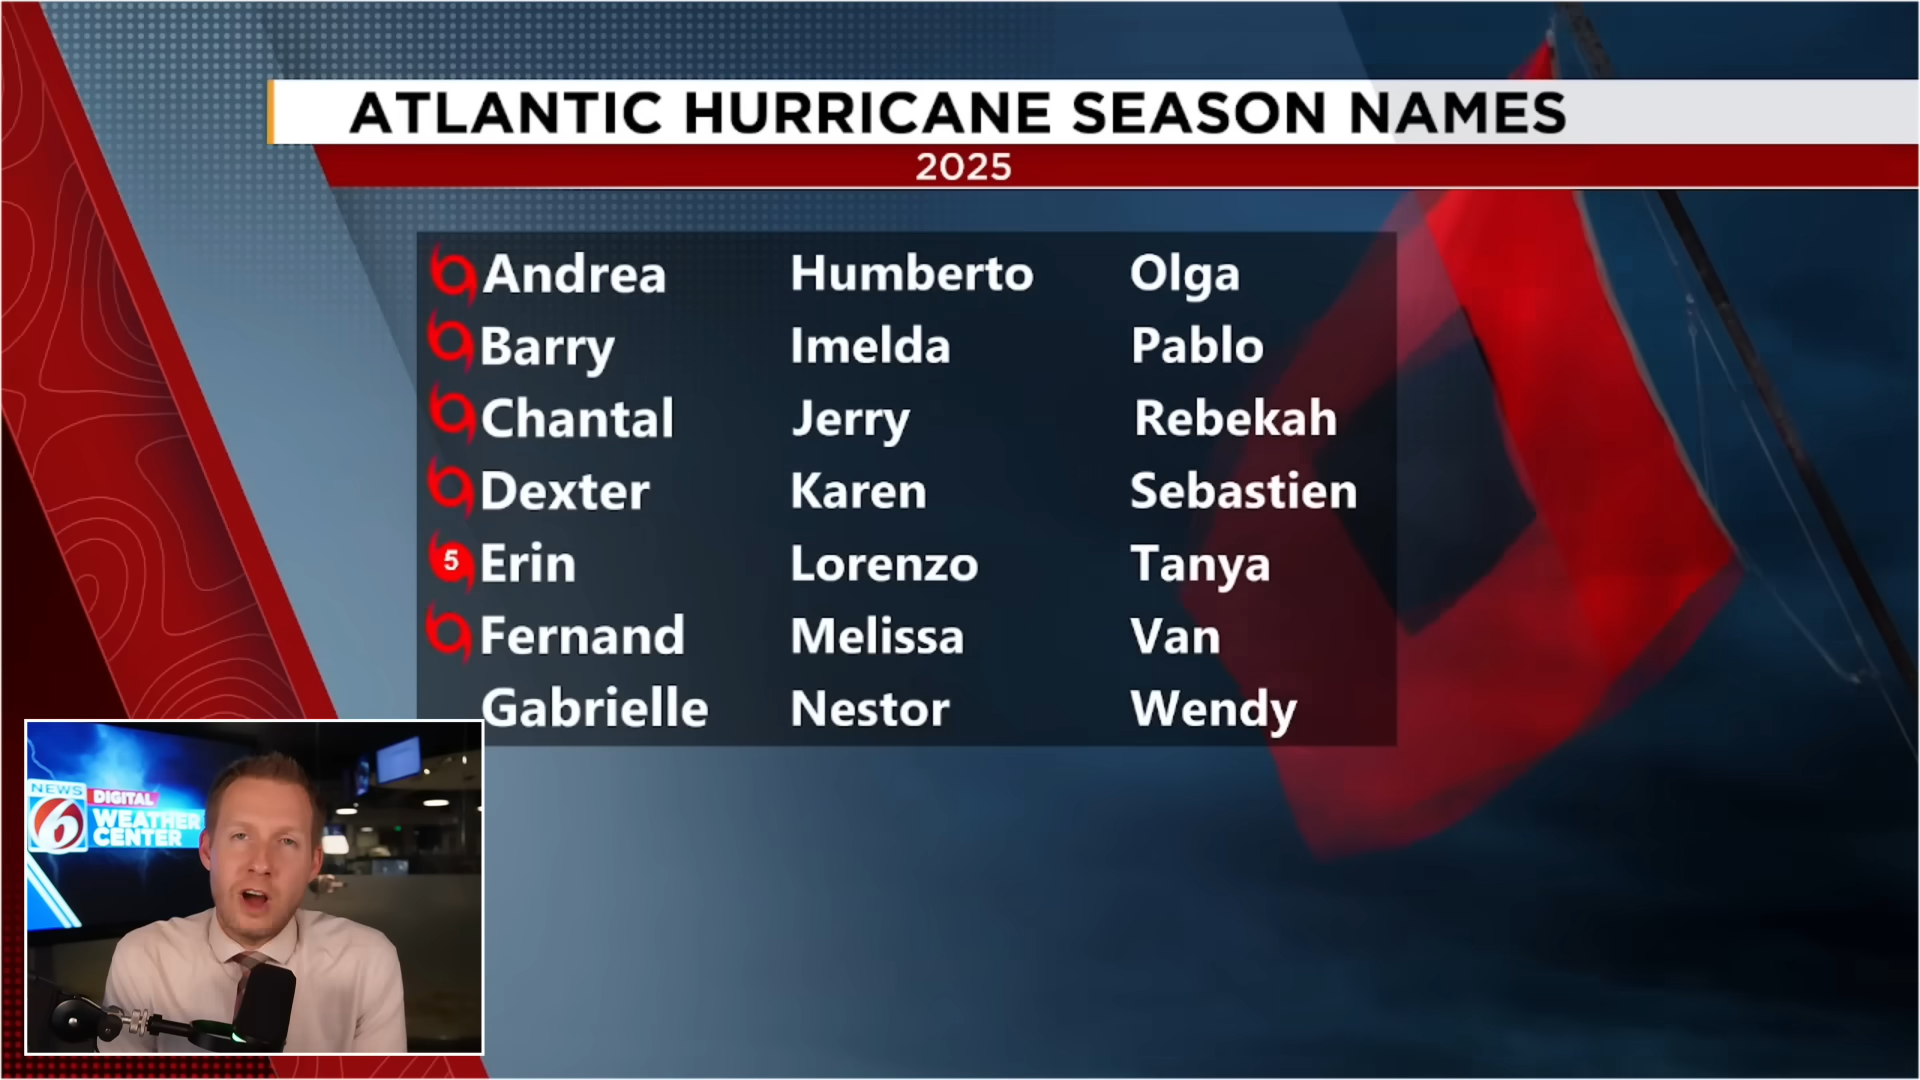 ATLANTIC HURRICANE SEASON NAMES
2025
Andrea
Barry
Chantal
Dexter
5 Erin
Fernand
Gabrielle
Humberto
Imelda
Jerry
Karen
Lorenzo
Melissa
Nestor
Olga
Pablo
Rebekah
Sebastien
Tanya
Van
Wendy
NEWS
6
DIGITAL
WEATHER
CENTER